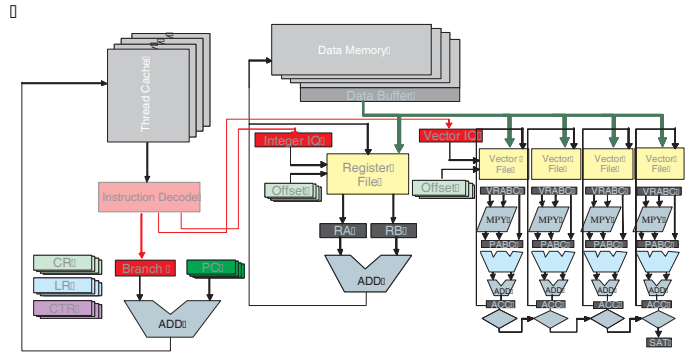 Data Memory
Thread Cache
Data Buffer
Integer IQ
Vector IQ
Register
File
Vector
File
Vector
File
Vector
File
Vector
File
Instruction Decode
Offset
Offset
VRABC
VRABC
VRABC
VRABC
MPY
MPY
MPY
MPY
RA
RB
PABC
PABC
PABC
PABC
CR
LR
CTR
Branch
PC
ADD
ADD
ADD
ADD
ADD
ADD
ACC
ACC
ACC
ACC
SAT